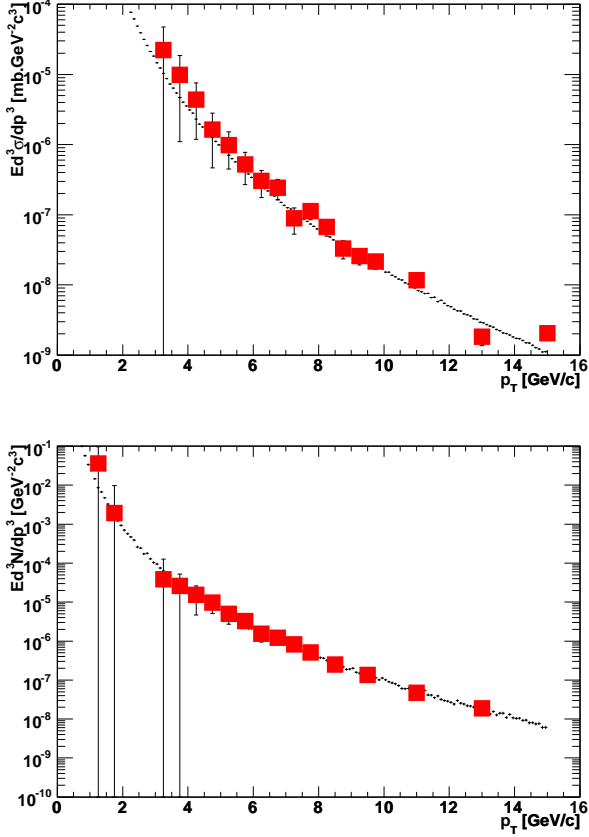 Ed³σ/dp³ [mb.GeV⁻²c³]
10⁻⁴
10⁻⁵
10⁻⁶
10⁻⁷
10⁻⁸
10⁻⁹
0 2 4 6 8 10 12 14 16
p_T [GeV/c]
Ed³N/dp³ [GeV⁻²c³]
10⁻¹
10⁻²
10⁻³
10⁻⁴
10⁻⁵
10⁻⁶
10⁻⁷
10⁻⁸
10⁻⁹
10⁻¹⁰
0 2 4 6 8 10 12 14 16
p_T [GeV/c]